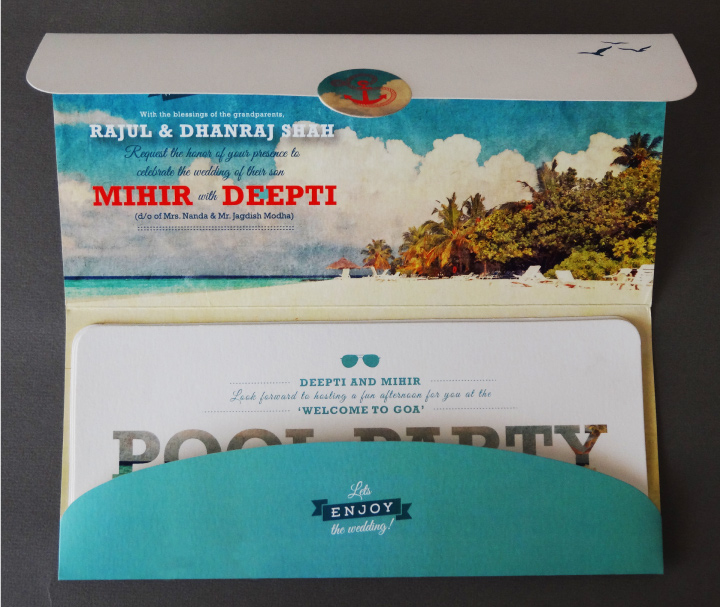 With the blessings of the grandparents,
RAJUL & DHANRAJ SHAH
Request the honor of your presence to
celebrate the wedding of their son
MIHIR with DEEPTI
(d/o of Mrs. Nanda & Mr. Jagdish Modha)
DEEPTI AND MIHIR
Look forward to hosting a fun afternoon for you at the
‘WELCOME TO GOA’
POOL PARTY
Lets
ENJOY
the wedding!